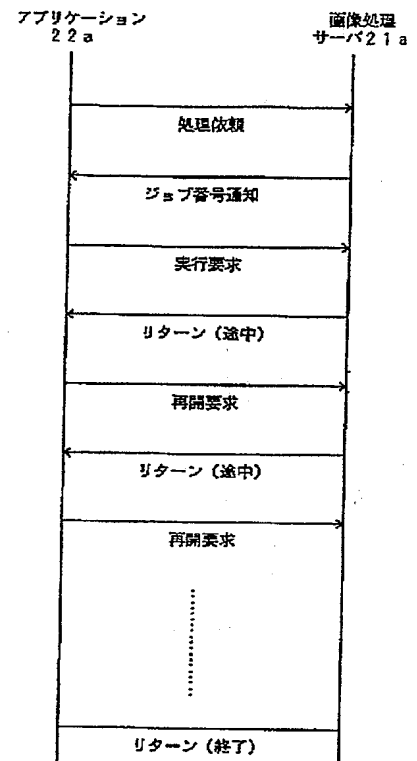 アプリケーション
22a
画像処理
サーバ21a
処理依頼
ジョブ番号通知
実行要求
リターン（途中）
再開要求
リターン（途中）
再開要求
リターン（終了）